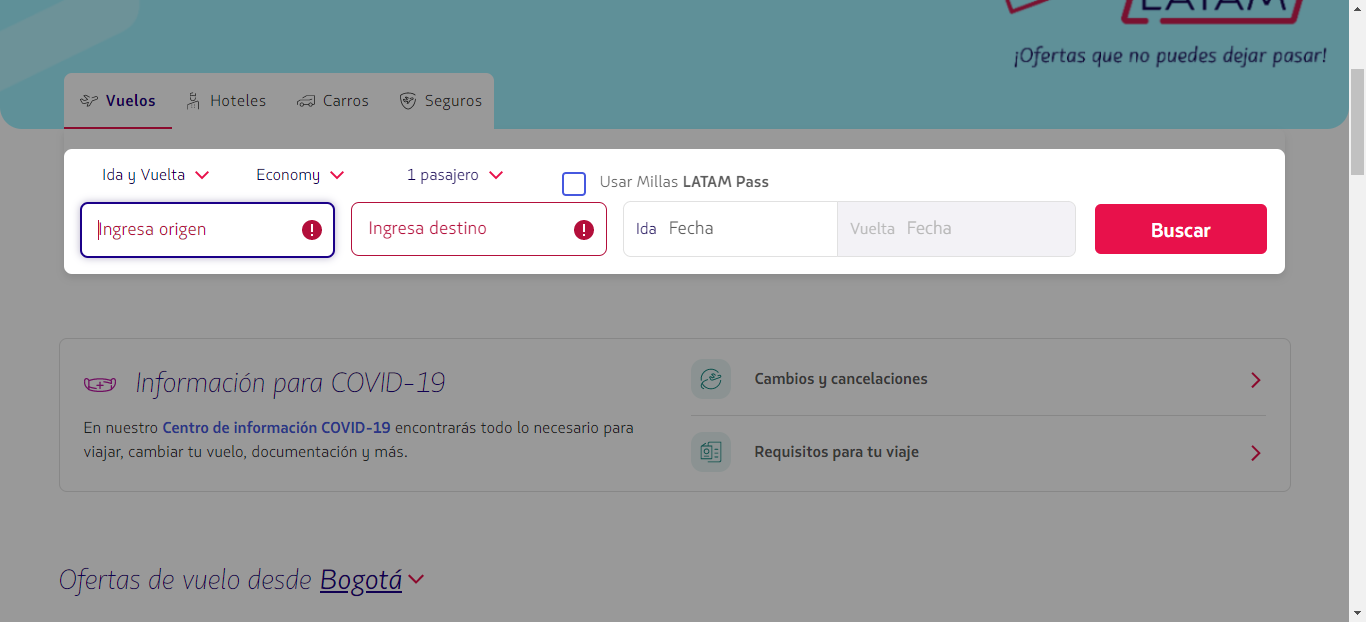 LATAM
¡Ofertas que no puedes dejar pasar!
Vuelos Hoteles Carros Seguros
Ida y Vuelta Economy 1 pasajero Usar Millas LATAM Pass
Ingresa origen Ingresa destino Ida Fecha Vuelta Fecha Buscar
Información para COVID-19
En nuestro Centro de información COVID-19 encontrarás todo lo necesario para
viajar, cambiar tu vuelo, documentación y más.
Cambios y cancelaciones
Requisitos para tu viaje
Ofertas de vuelo desde Bogotá